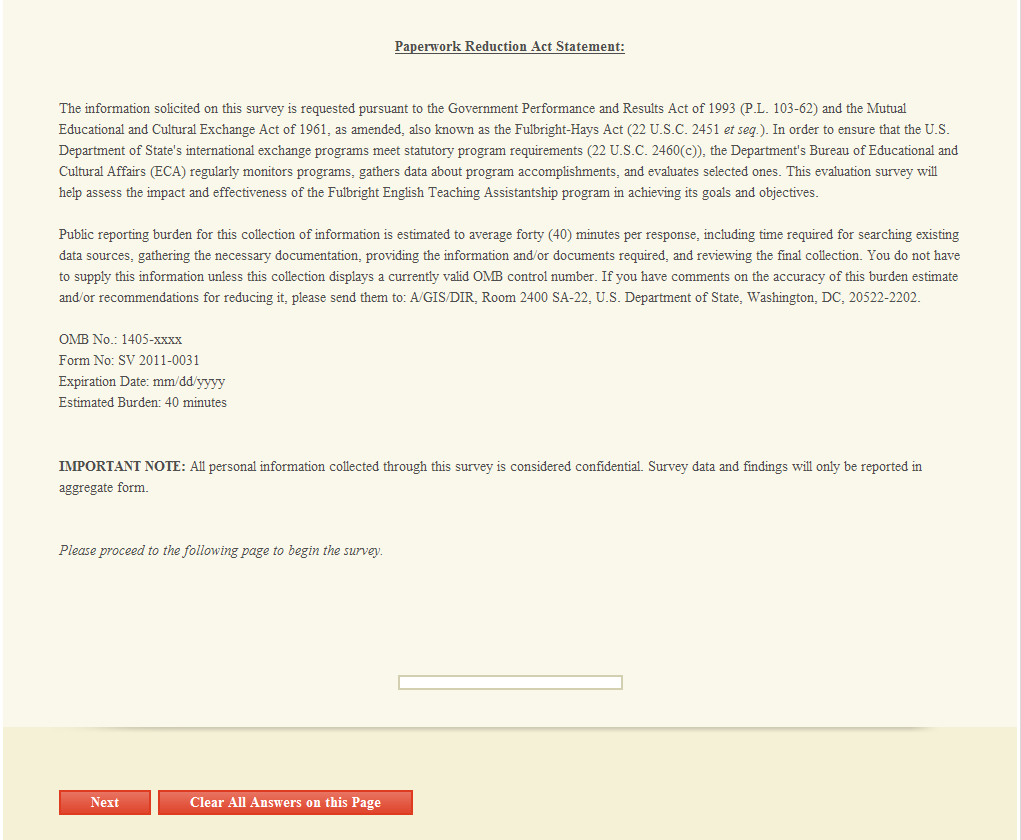 Paperwork Reduction Act Statement:
The information solicited on this survey is requested pursuant to the Government Performance and Results Act of 1993 (P.L. 103-62) and the Mutual
Educational and Cultural Exchange Act of 1961, as amended, also known as the Fulbright-Hays Act (22 U.S.C. 2451 et seq.). In order to ensure that the U.S.
Department of State's international exchange programs meet statutory program requirements (22 U.S.C. 2460(c)), the Department's Bureau of Educational and
Cultural Affairs (ECA) regularly monitors programs, gathers data about program accomplishments, and evaluates selected ones. This evaluation survey will
help assess the impact and effectiveness of the Fulbright English Teaching Assistantship program in achieving its goals and objectives.
Public reporting burden for this collection of information is estimated to average forty (40) minutes per response, including time required for searching existing
data sources, gathering the necessary documentation, providing the information and/or documents required, and reviewing the final collection. You do not have
to supply this information unless this collection displays a currently valid OMB control number. If you have comments on the accuracy of this burden estimate
and/or recommendations for reducing it, please send them to: A/GIS/DIR, Room 2400 SA-22, U.S. Department of State, Washington, DC, 20522-2202.
OMB No.: 1405-xxxx
Form No: SV 2011-0031
Expiration Date: mm/dd/yyyy
Estimated Burden: 40 minutes
IMPORTANT NOTE: All personal information collected through this survey is considered confidential. Survey data and findings will only be reported in
aggregate form.
Please proceed to the following page to begin the survey.
Next
Clear All Answers on this Page